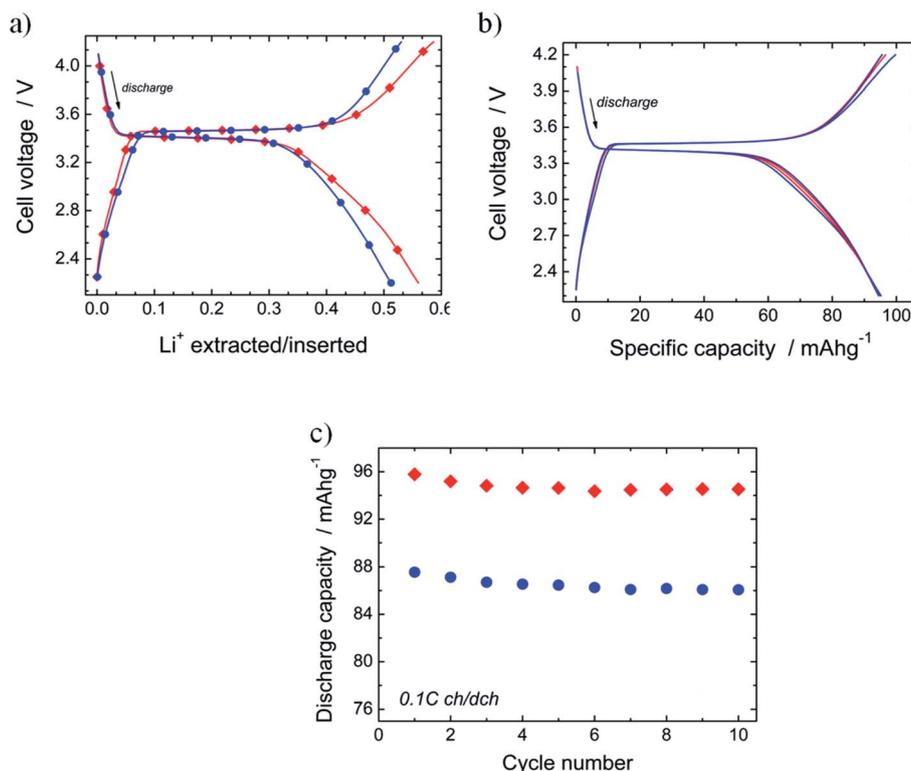 a)
Cell voltage / V
4.0
3.6
3.2
2.8
2.4
discharge
0.0 0.1 0.2 0.3 0.4 0.5 0.6
Li⁺ extracted/inserted
b)
Cell voltage / V
4.2
3.9
3.6
3.3
3.0
2.7
2.4
discharge
0 20 40 60 80 100
Specific capacity / mAhg⁻¹
c)
Discharge capacity / mAhg⁻¹
96
92
88
84
80
76
0.1C ch/dch
0 2 4 6 8 10
Cycle number